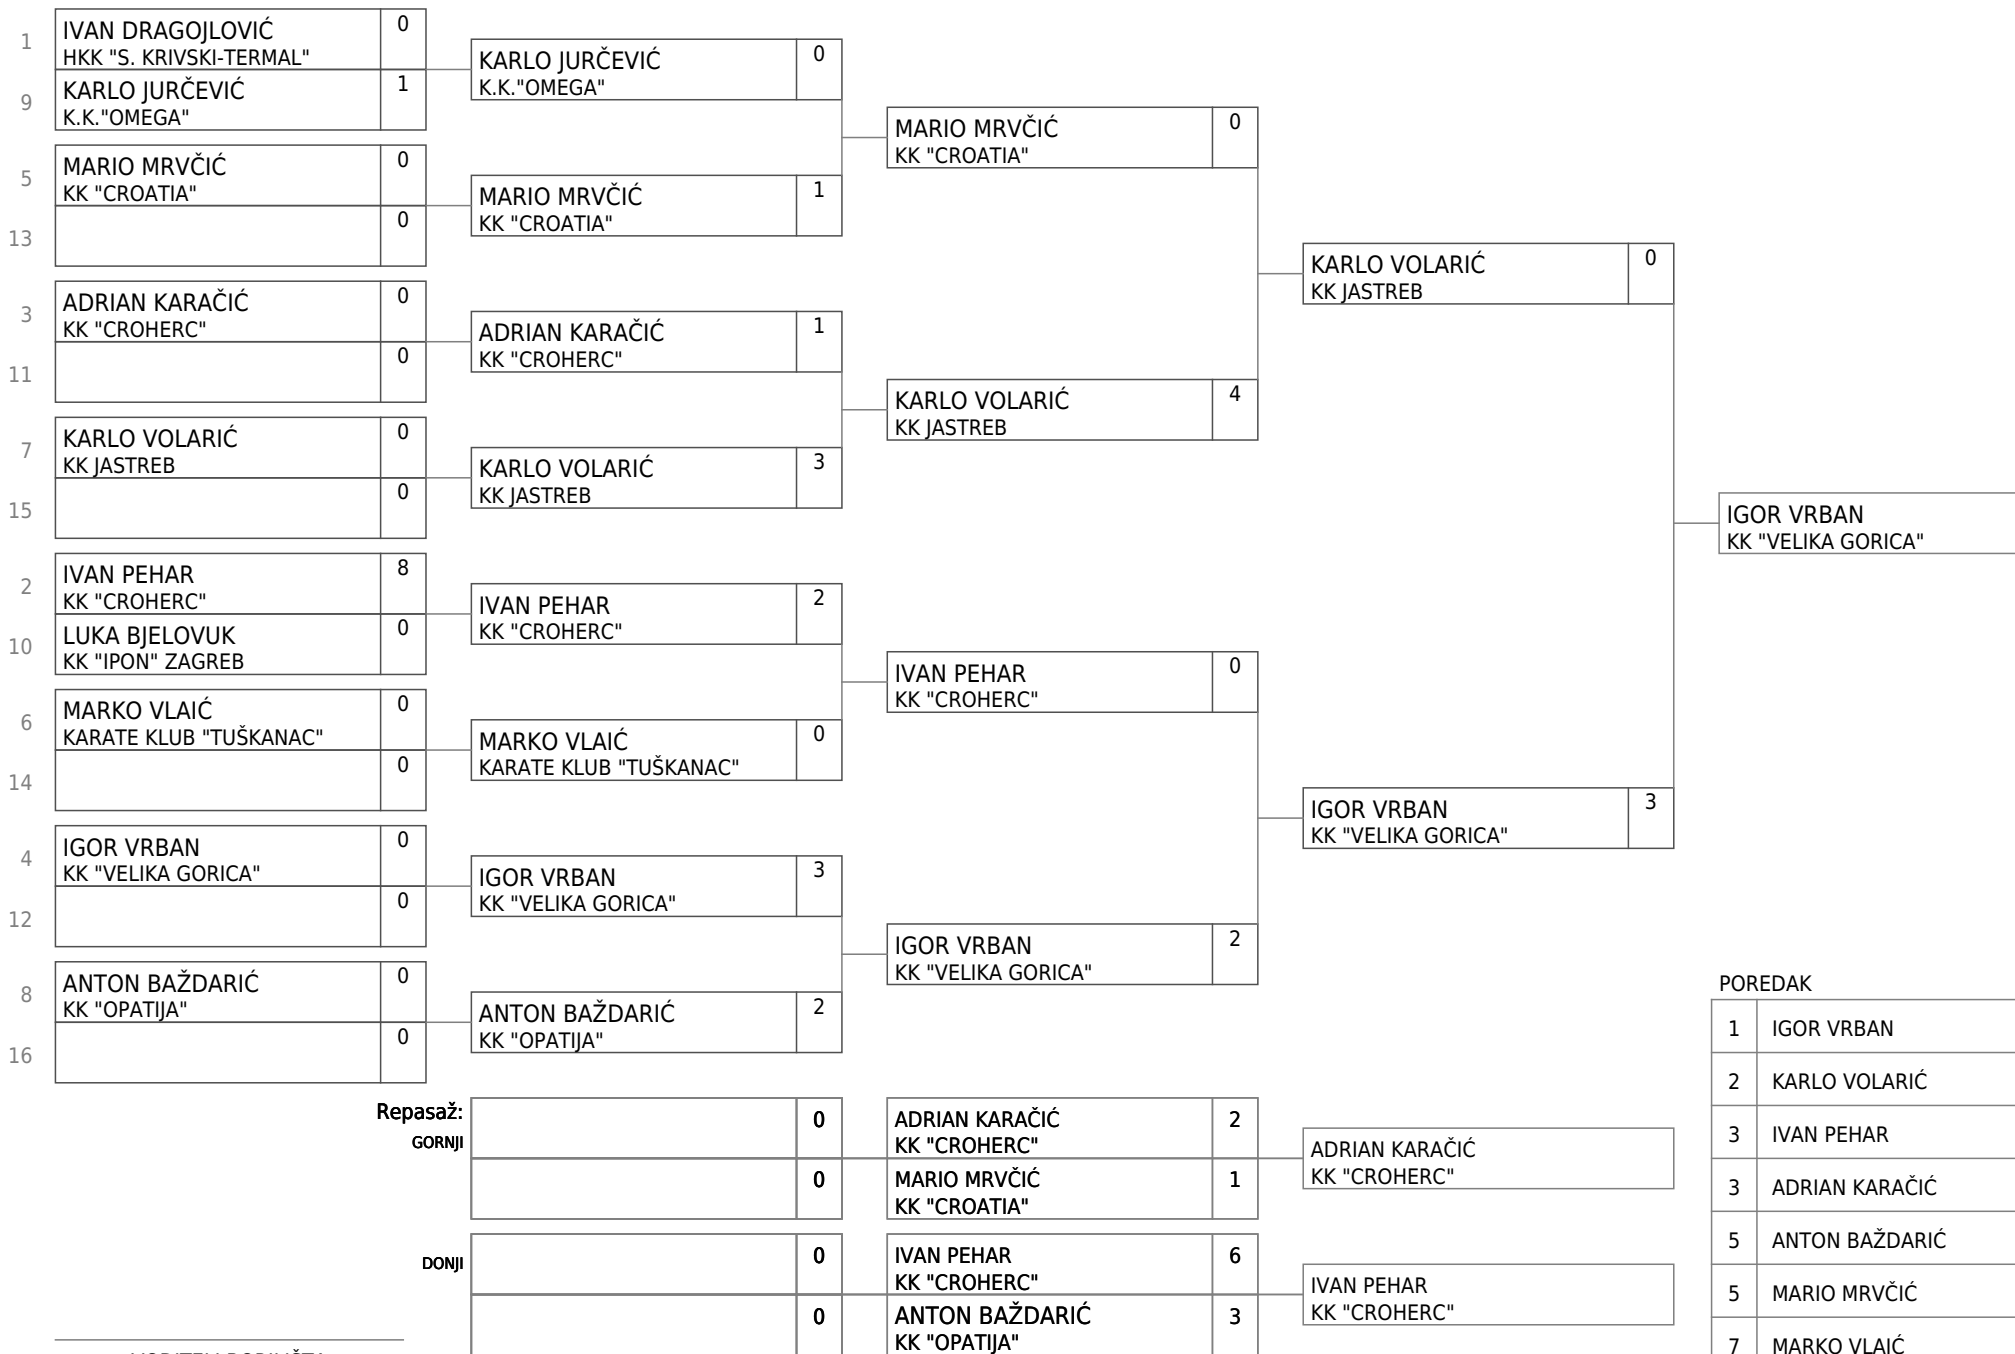 1
IVAN DRAGOJLOVIĆ 0
HKK "S. KRIVSKI-TERMAL"
9
KARLO JURČEVIĆ 1
K.K."OMEGA"
5
MARIO MRVČIĆ 0
KK "CROATIA"
13
0
3
ADRIAN KARAČIĆ 0
KK "CROHERC"
11
0
7
KARLO VOLARIĆ 0
KK JASTREB
15
0
2
IVAN PEHAR 8
KK "CROHERC"
10
LUKA BJELOVUK 0
KK "IPON" ZAGREB
6
MARKO VLAIĆ 0
KARATE KLUB "TUŠKANAC"
14
0
4
IGOR VRBAN 0
KK "VELIKA GORICA"
12
0
8
ANTON BAŽDARIĆ 0
KK "OPATIJA"
16
0
KARLO JURČEVIĆ 0
K.K."OMEGA"
MARIO MRVČIĆ 1
KK "CROATIA"
ADRIAN KARAČIĆ 1
KK "CROHERC"
KARLO VOLARIĆ 3
KK JASTREB
IVAN PEHAR 2
KK "CROHERC"
MARKO VLAIĆ 0
KARATE KLUB "TUŠKANAC"
IGOR VRBAN 3
KK "VELIKA GORICA"
ANTON BAŽDARIĆ 2
KK "OPATIJA"
MARIO MRVČIĆ 0
KK "CROATIA"
KARLO VOLARIĆ 4
KK JASTREB
IVAN PEHAR 0
KK "CROHERC"
IGOR VRBAN 2
KK "VELIKA GORICA"
KARLO VOLARIĆ 0
KK JASTREB
IGOR VRBAN 3
KK "VELIKA GORICA"
IGOR VRBAN
KK "VELIKA GORICA"
Repasaž:
GORNJI
0
0
ADRIAN KARAČIĆ 2
KK "CROHERC"
MARIO MRVČIĆ 1
KK "CROATIA"
ADRIAN KARAČIĆ
KK "CROHERC"
DONJI
0
0
IVAN PEHAR 6
KK "CROHERC"
ANTON BAŽDARIĆ 3
KK "OPATIJA"
IVAN PEHAR
KK "CROHERC"
POREDAK
1 IGOR VRBAN
2 KARLO VOLARIĆ
3 IVAN PEHAR
3 ADRIAN KARAČIĆ
5 ANTON BAŽDARIĆ
5 MARIO MRVČIĆ
7 MARKO VLAIĆ